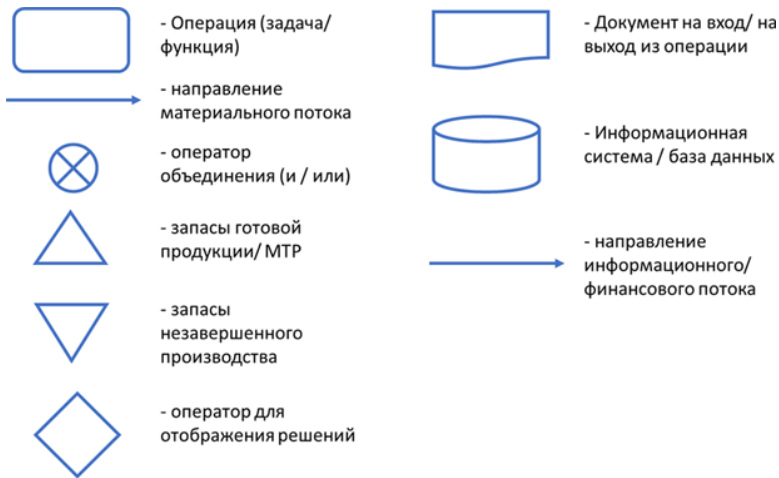 - Операция (задача/
функция)
- направление
материального потока
- оператор
объединения (и / или)
- запасы готовой
продукции/ МТР
- запасы
незавершенного
производства
- оператор для
отображения решений
- Документ на вход/ на
выход из операции
- Информационная
система / база данных
- направление
информационного/
финансового потока